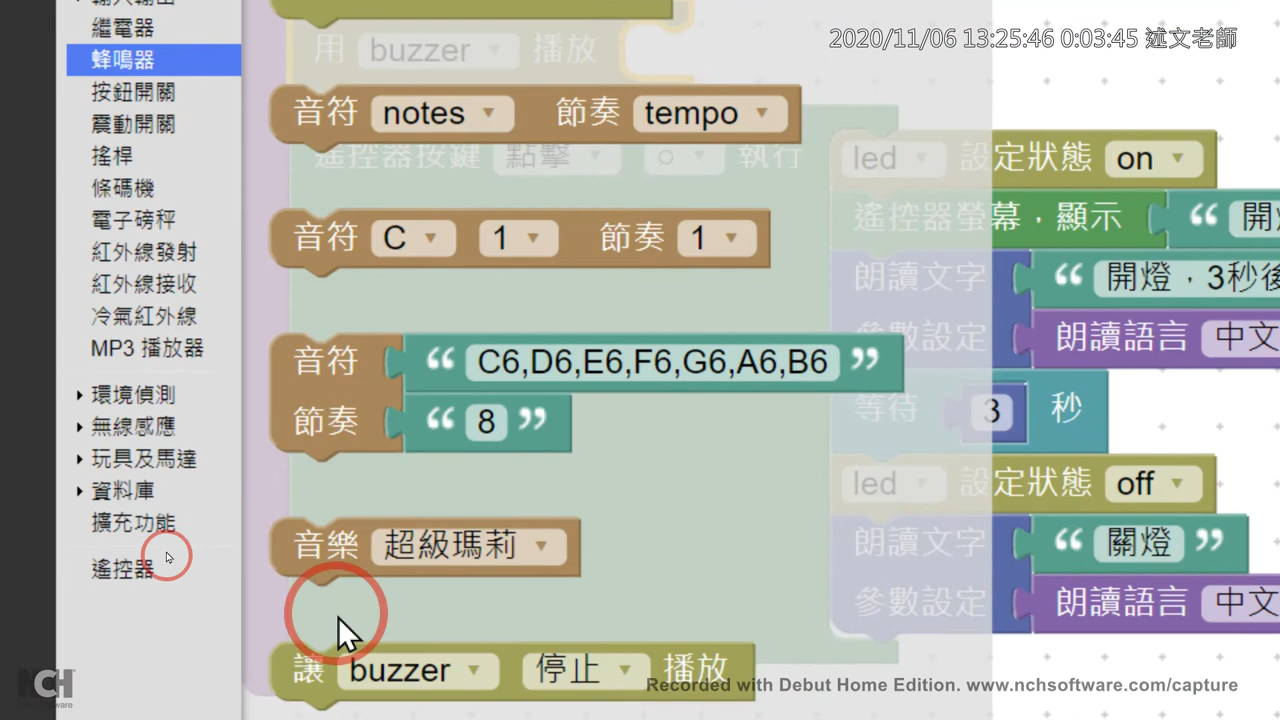 繼電器
蜂鳴器
按鈕開關
震動開關
搖桿
條碼機
電子磅秤
紅外線發射
紅外線接收
冷氣紅外線
MP3 播放器
環境偵測
無線感應
玩具及馬達
資料庫
擴充功能
遙控器
用 buzzer 播放
音符 notes 節奏 tempo
遙控器按鍵 點擊 執行
音符 C 1 節奏 1
音符 “ C6,D6,E6,F6,G6,A6,B6 ”
節奏 “ 8 ”
音樂 超級瑪莉
讓 buzzer 停止 播放
2020/11/06 13:25:46 0:03:45 述文老師
led 設定狀態 on
遙控器螢幕，顯示 “ 開
朗讀文字 “ 開燈，3秒後
參數設定 朗讀語言 中文
等待 3 秒
led 設定狀態 off
朗讀文字 “ 關燈 ”
參數設定 朗讀語言 中文
NCH
Recorded with Debut Home Edition. www.nchsoftware.com/capture